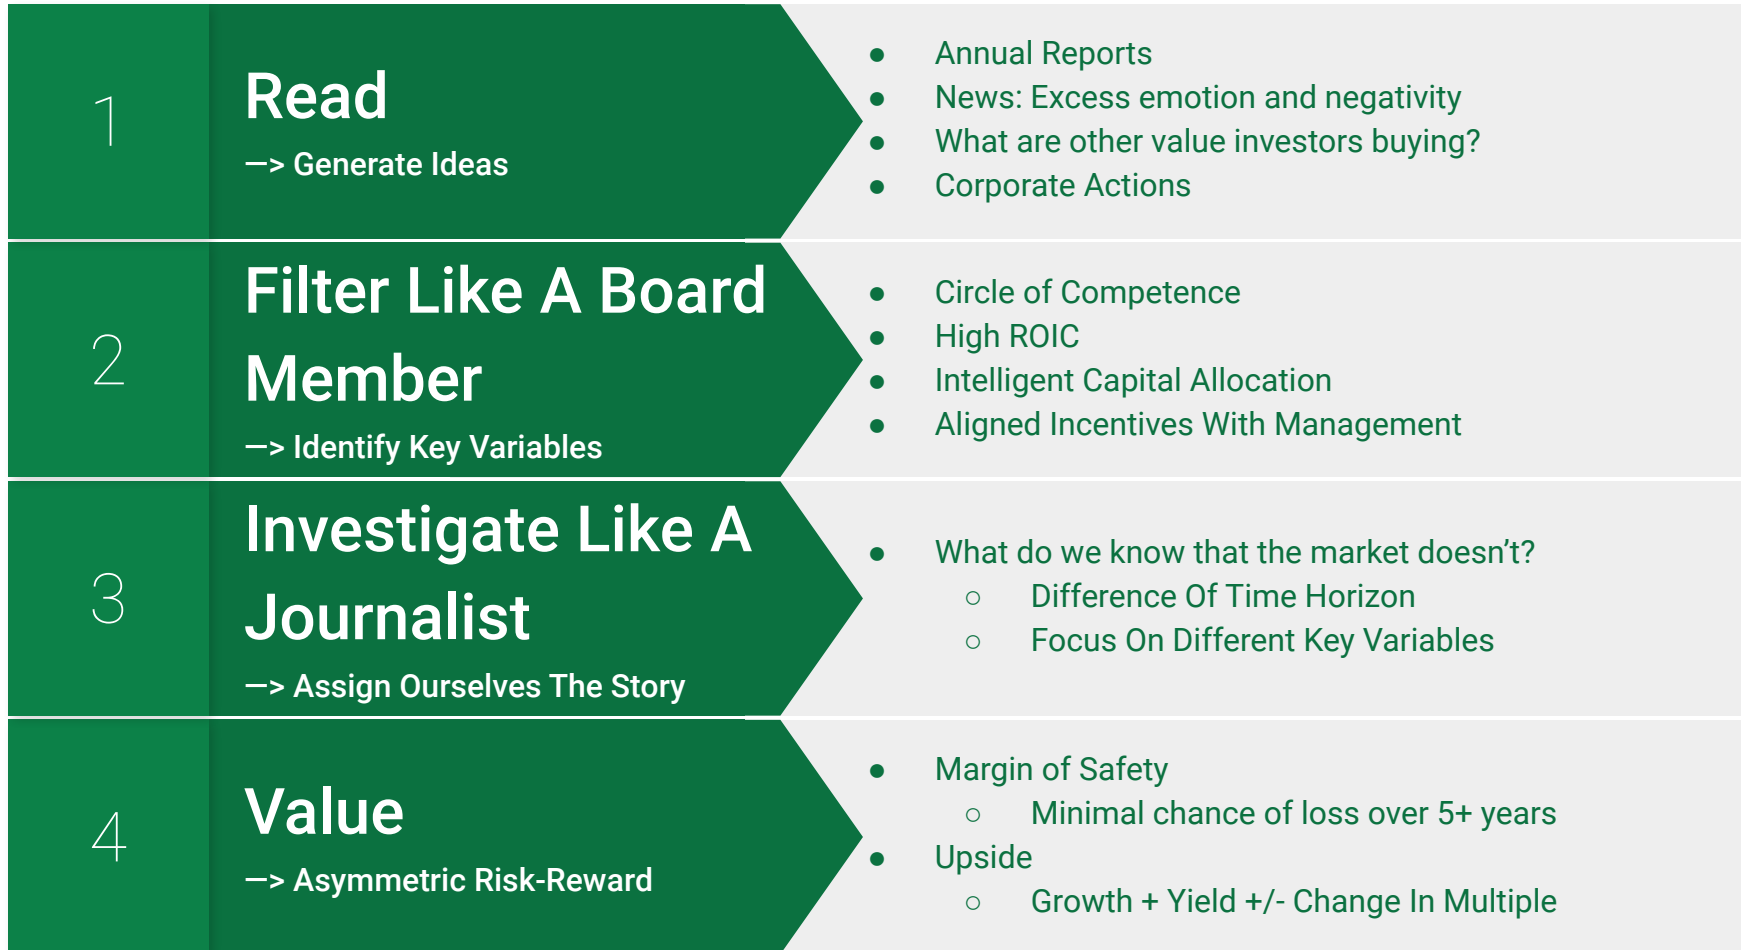 1
Read
—> Generate Ideas
● Annual Reports
● News: Excess emotion and negativity
● What are other value investors buying?
● Corporate Actions
2
Filter Like A Board
Member
—> Identify Key Variables
● Circle of Competence
● High ROIC
● Intelligent Capital Allocation
● Aligned Incentives With Management
3
Investigate Like A
Journalist
—> Assign Ourselves The Story
● What do we know that the market doesn’t?
○ Difference Of Time Horizon
○ Focus On Different Key Variables
4
Value
—> Asymmetric Risk-Reward
● Margin of Safety
○ Minimal chance of loss over 5+ years
● Upside
○ Growth + Yield +/- Change In Multiple